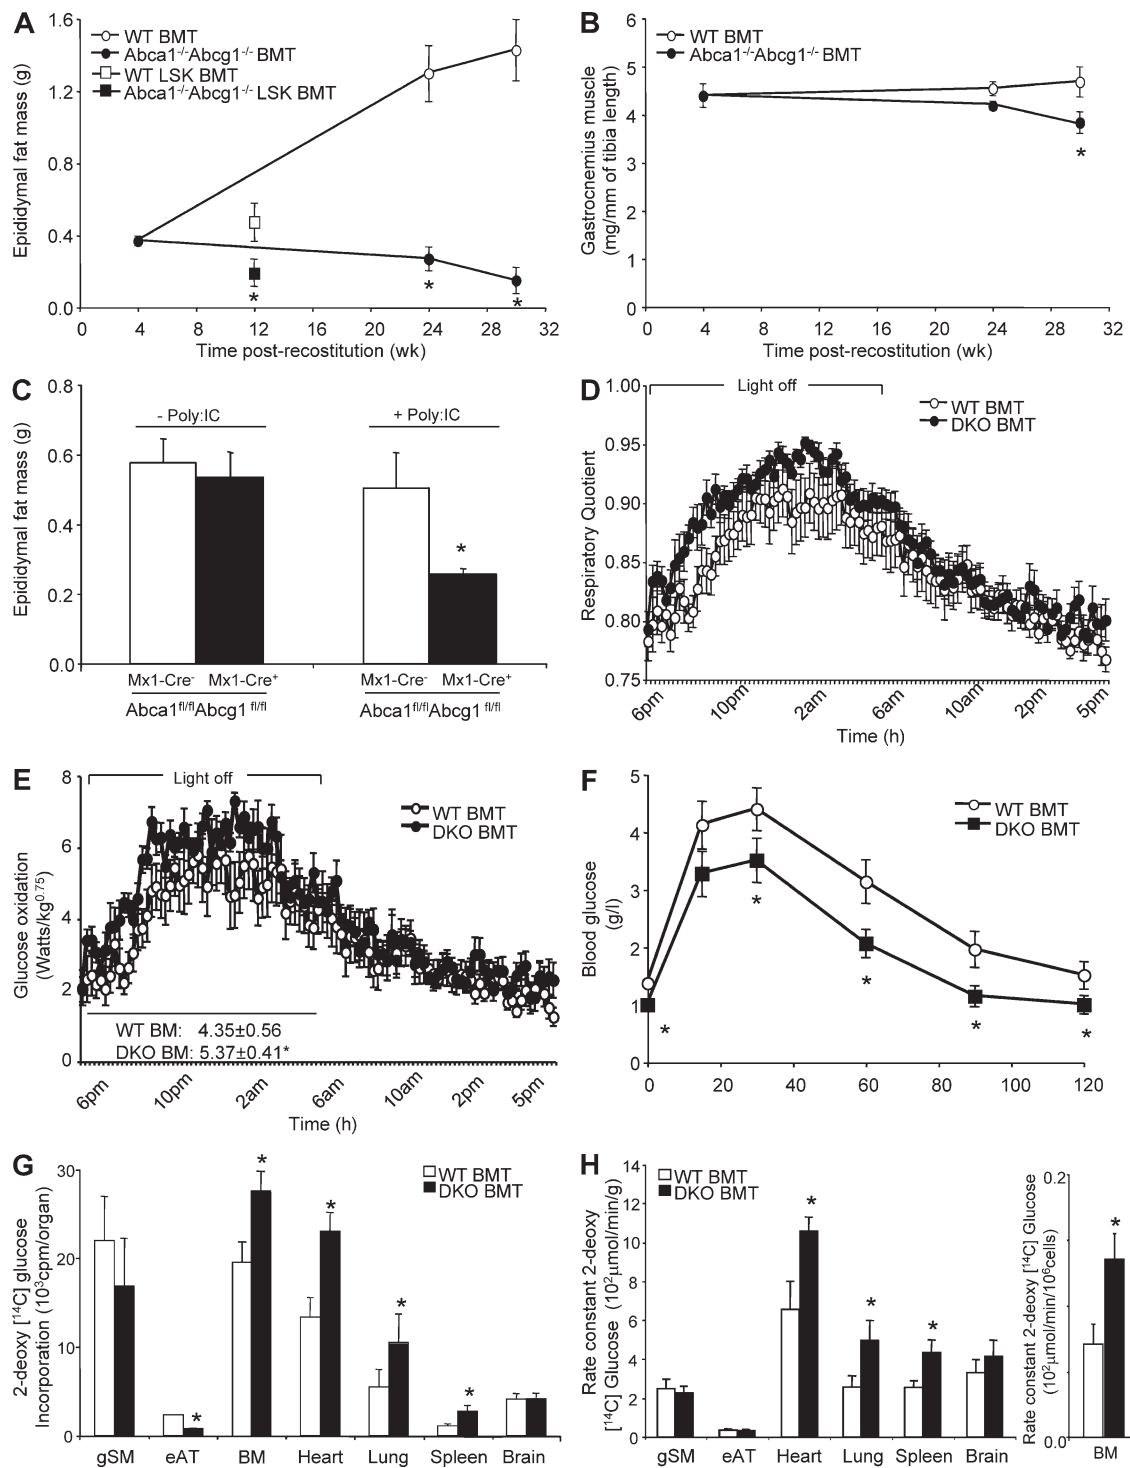 A
1.6
1.2
0.8
0.4
0.0
Epididymal fat mass (g)
WT BMT
Abca1-/-Abcg1-/- BMT
WT LSK BMT
Abca1-/-Abcg1-/- LSK BMT
* * *
0 4 8 12 16 20 24 28 32
Time post-recostitution (wk)
B
6
5
4
3
2
1
0
Gastrocnemius muscle
(mg/mm of tibia length)
WT BMT
Abca1-/-Abcg1-/- BMT
*
0 4 8 12 16 20 24 28 32
Time post-recostitution (wk)
C
0.8
0.6
0.4
0.2
0.0
Epididymal fat mass (g)
- Poly:IC
+ Poly:IC
*
Mx1-Cre- Mx1-Cre+
Mx1-Cre- Mx1-Cre+
Abca1fl/flAbcg1fl/fl
Abca1fl/flAbcg1fl/fl
D
1.00
0.95
0.90
0.85
0.80
0.75
Respiratory Quotient
Light off
WT BMT
DKO BMT
6pm 10pm 2am 6am 10am 2pm 5pm
Time (h)
E
8
6
4
2
0
Glucose oxidation
(Watts/kg0.75)
Light off
WT BMT
DKO BMT
WT BM: 4.35±0.56
DKO BM: 5.37±0.41*
6pm 10pm 2am 6am 10am 2pm 5pm
Time (h)
F
5
4
3
2
1
0
Blood glucose
(g/l)
WT BMT
DKO BMT
* * * * *
0 20 40 60 80 100 120
G
30
20
10
0
2-deoxy [14C] glucose
Incorporation (103cpm/organ)
WT BMT
DKO BMT
* * * * *
gSM eAT BM Heart Lung Spleen Brain
H
14
12
10
8
6
4
2
0
Rate constant 2-deoxy
[14C] Glucose (102μmol/min/g)
WT BMT
DKO BMT
* * *
gSM eAT Heart Lung Spleen Brain
0.2
0.0
Rate constant 2-deoxy [14C] Glucose
(102μmol/min/106cells)
*
BM